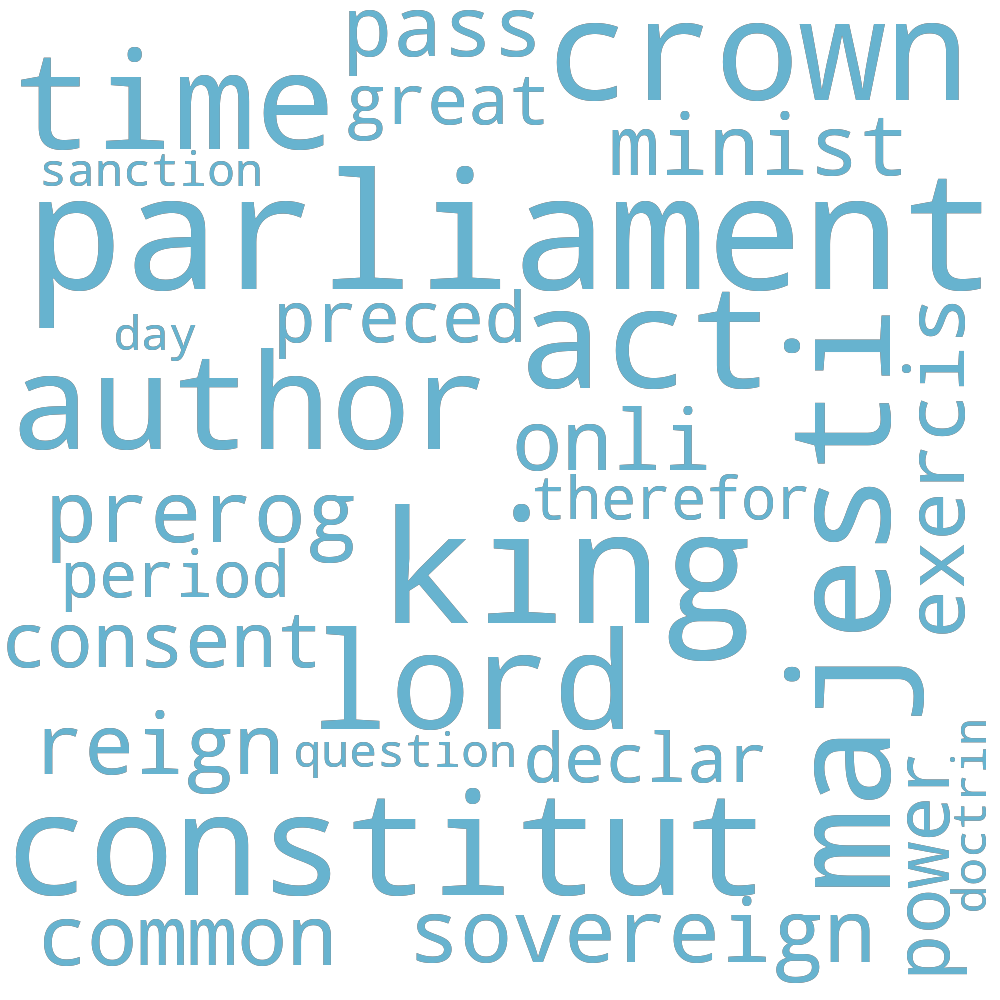 pass
crown
time
great
minist
sanction
parliament
preced
act
day
author
majesti
exercis
onli
therefor
prerog
king
period
consent
lord
reign
question
declar
power
doctrin
constitut
common
sovereign